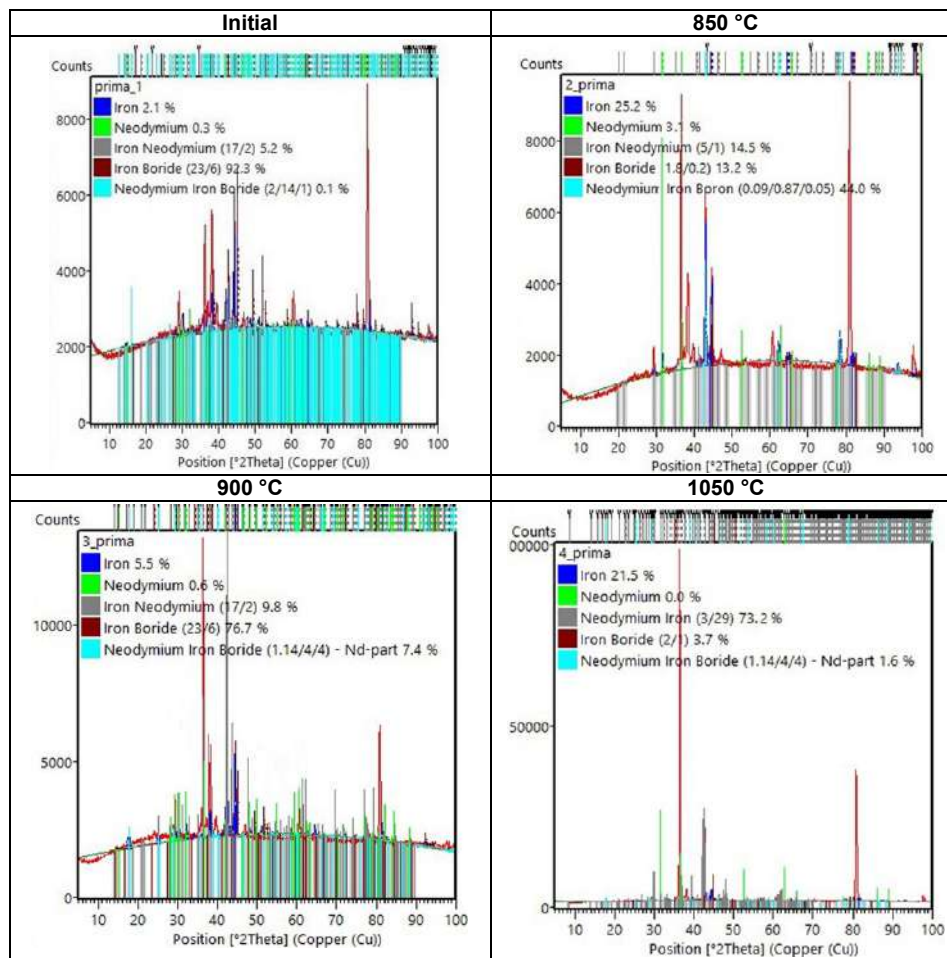 Initial
850 °C
Counts
prima_1
Iron 2.1 %
Neodymium 0.3 %
Iron Neodymium (17/2) 5.2 %
Iron Boride (23/6) 92.3 %
Neodymium Iron Boride (2/14/1) 0.1 %
8000
6000
4000
2000
0
10 20 30 40 50 60 70 80 90 100
Position [°2Theta] (Copper (Cu))
Counts
2_prima
Iron 25.2 %
Neodymium 3.1 %
Iron Neodymium (5/1) 14.5 %
Iron Boride (1.8/0.2) 13.2 %
Neodymium Iron Boron (0.09/0.87/0.05) 44.0 %
8000
6000
4000
2000
0
10 20 30 40 50 60 70 80 90 100
Position [°2Theta] (Copper (Cu))
900 °C
1050 °C
Counts
3_prima
Iron 5.5 %
Neodymium 0.6 %
Iron Neodymium (17/2) 9.8 %
Iron Boride (23/6) 76.7 %
Neodymium Iron Boride (1.14/4/4) - Nd-part 7.4 %
10000
5000
0
10 20 30 40 50 60 70 80 90 100
Position [°2Theta] (Copper (Cu))
Counts
00000
4_prima
Iron 21.5 %
Neodymium 0.0 %
Neodymium Iron (3/29) 73.2 %
Iron Boride (2/1) 3.7 %
Neodymium Iron Boride (1.14/4/4) - Nd-part 1.6 %
50000
0
10 20 30 40 50 60 70 80 90 100
Position [°2Theta] (Copper (Cu))